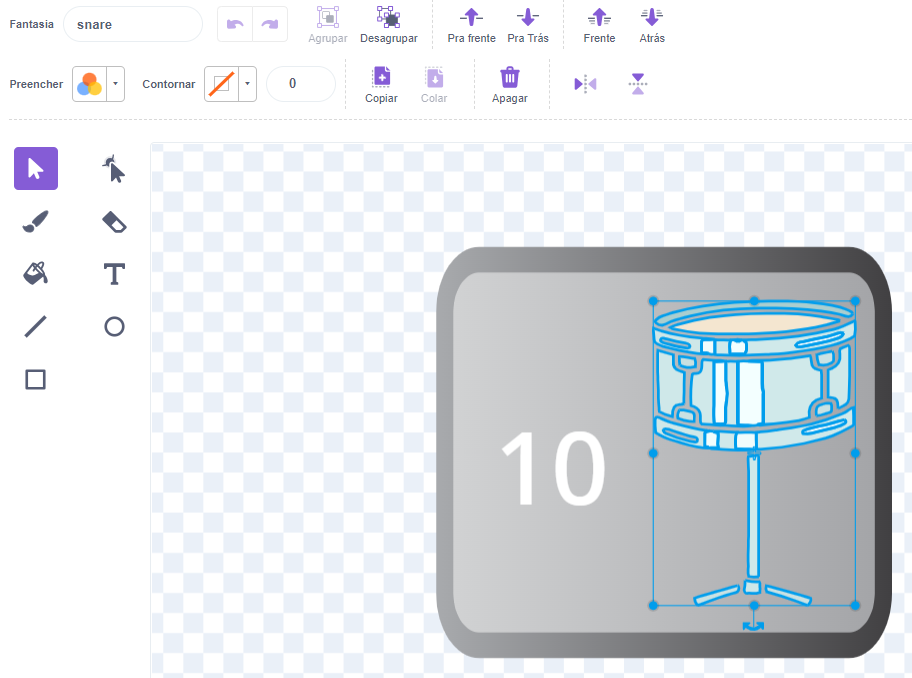 Fantasia snare
Agrupar Desagrupar Pra frente Pra Trás Frente Atrás
Preencher Contornar 0
Copiar Colar Apagar
10